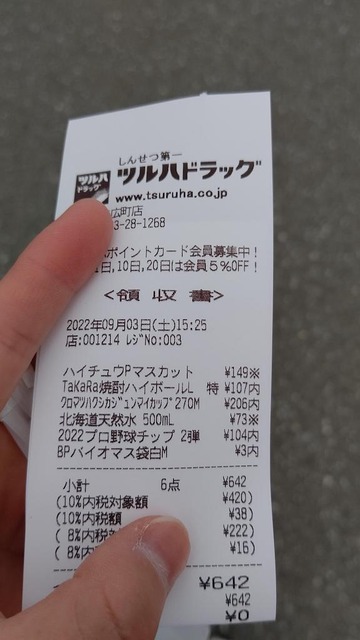 しんせつ第一
ツルハドラッグ
ツルハドラッグ
www.tsuruha.co.jp
広町店
3-28-1268
ポイントカード会員募集中!
日,10日,20日は会員5%OFF!
<領 収 書>
2022年09月03日(土)15:25
店:001214 レジNo:003
ハイチュウPマスカット ¥149※
TaKaRa焼酎ハイボールL 特 ¥107内
クロマツハクシカジュンマイカップ270M ¥206内
北海道天然水 500mL ¥73※
2022プロ野球チップ 2弾 ¥104内
BPバイオマス袋白M ¥3内
小計 6点 ¥642
(10%内税対象額 ¥420)
(10%内税額 ¥38)
( 8%内 ¥222)
( 8%内 ¥16)
¥642
¥642
¥0